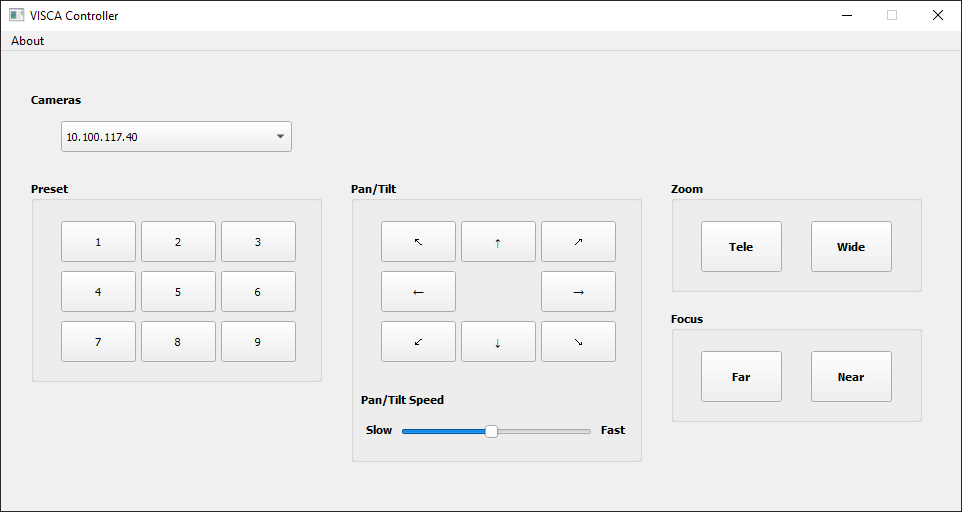 VISCA Controller
About
Cameras
10.100.117.40
Preset
1 2 3
4 5 6
7 8 9
Pan/Tilt
↖ ↑ ↗
← →
↙ ↓ ↘
Pan/Tilt Speed
Slow Fast
Zoom
Tele Wide
Focus
Far Near